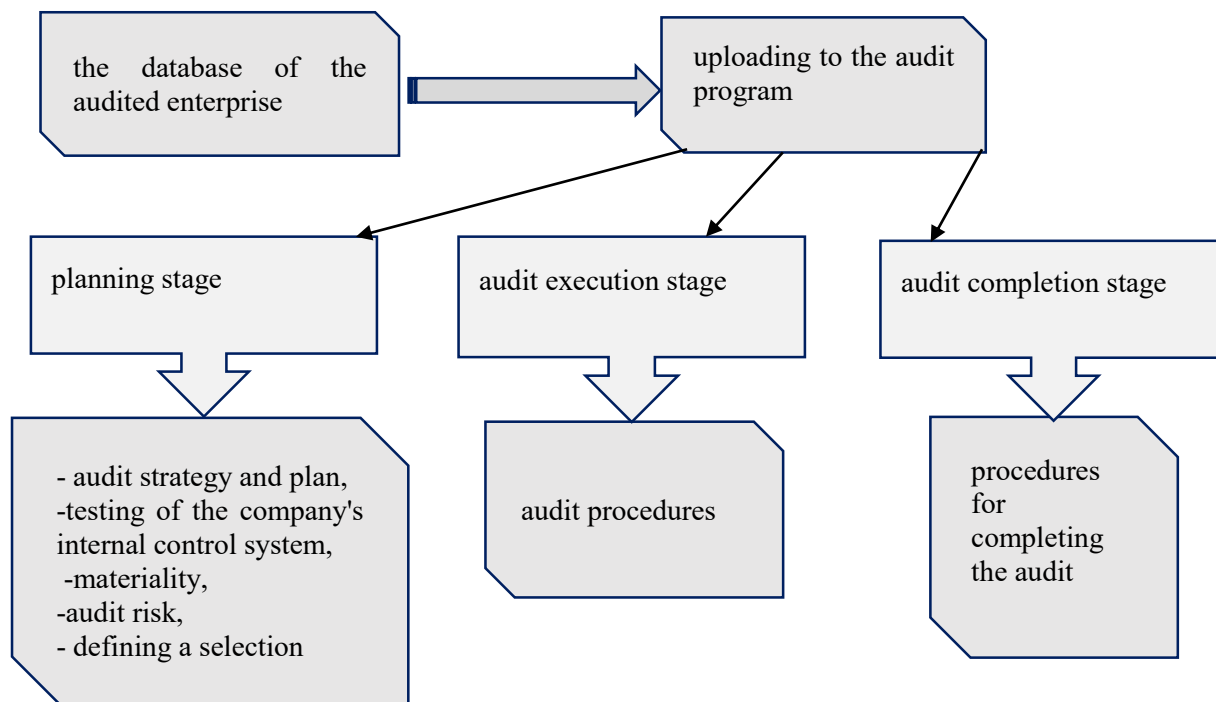 the database of the
audited enterprise
uploading to the audit
program
planning stage
audit execution stage
audit completion stage
- audit strategy and plan,
-testing of the company's
internal control system,
-materiality,
-audit risk,
- defining a selection
audit procedures
procedures
for
completing
the audit